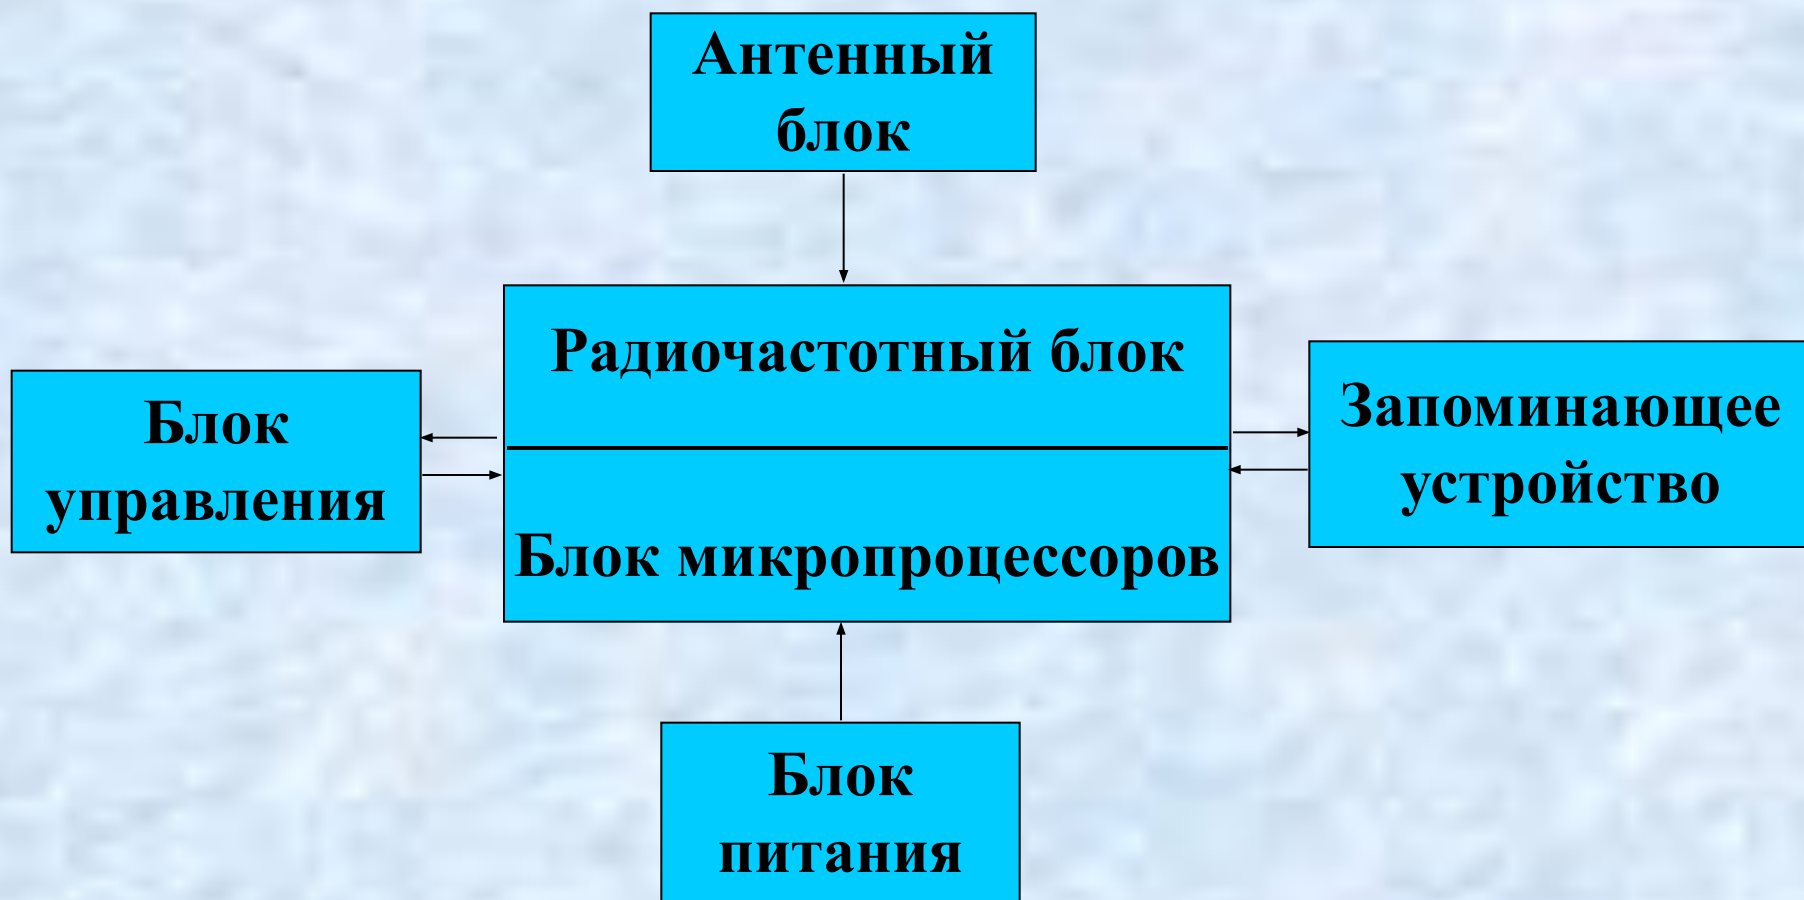 Антенный
блок
Радиочастотный блок
Блок
управления
Запоминающее
устройство
Блок микропроцессоров
Блок
питания